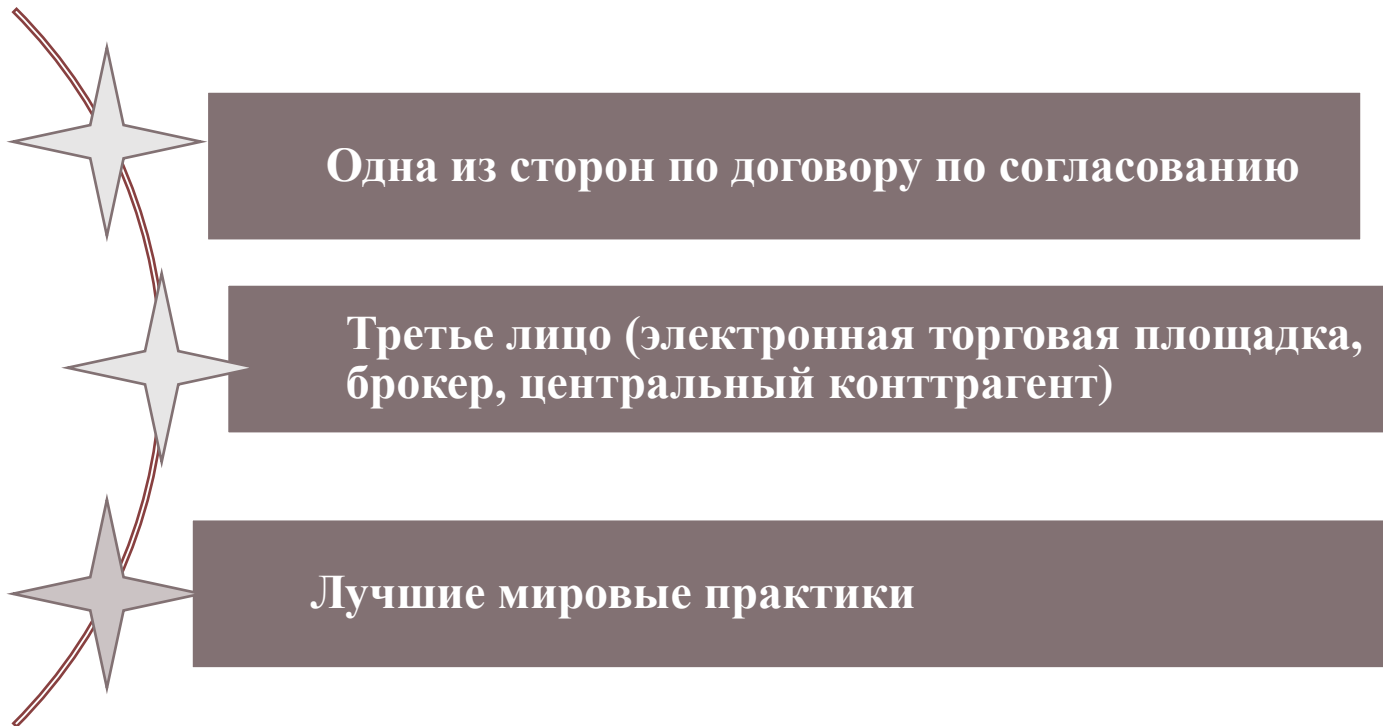 Одна из сторон по договору по согласованию
Третье лицо (электронная торговая площадка,
брокер, центральный конттрагент)
Лучшие мировые практики